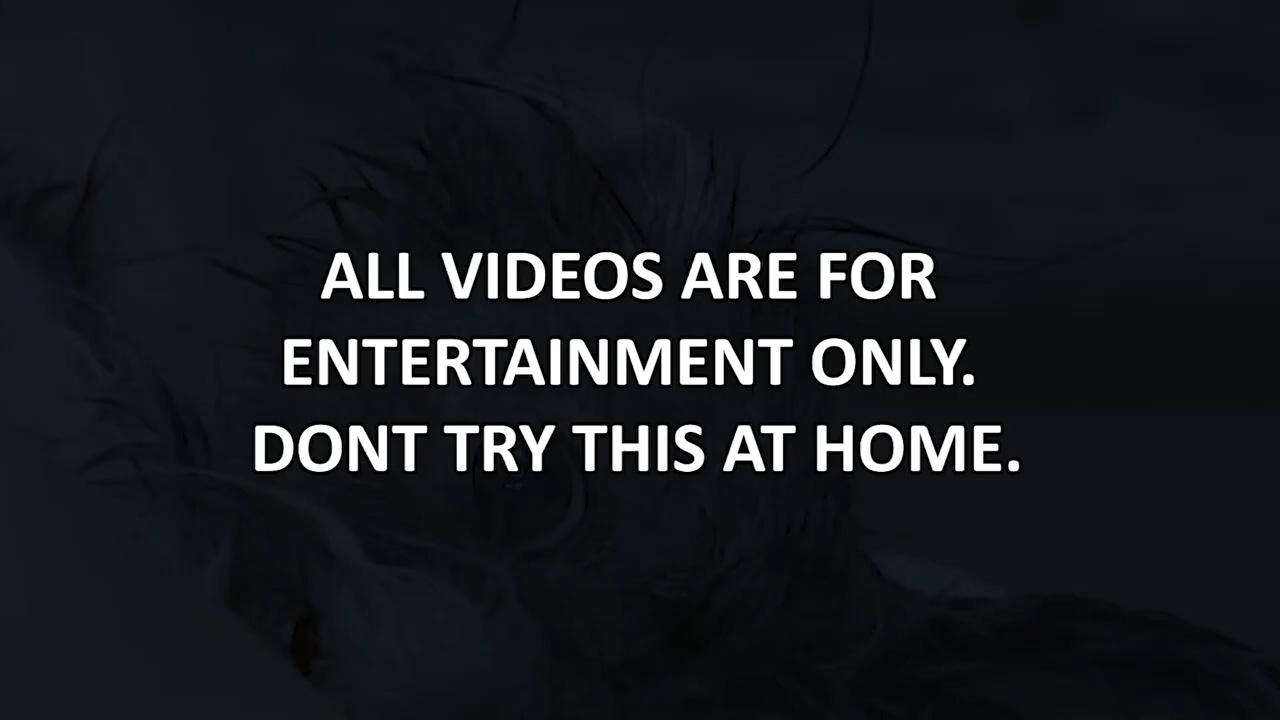 ALL VIDEOS ARE FOR
ENTERTAINMENT ONLY.
DONT TRY THIS AT HOME.